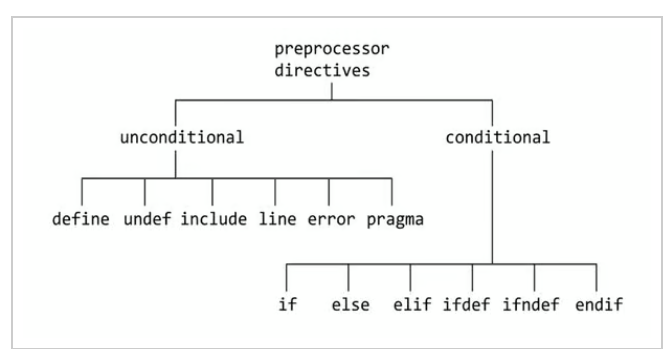 preprocessor
directives
unconditional conditional
define undef include line error pragma
if else elif ifdef ifndef endif